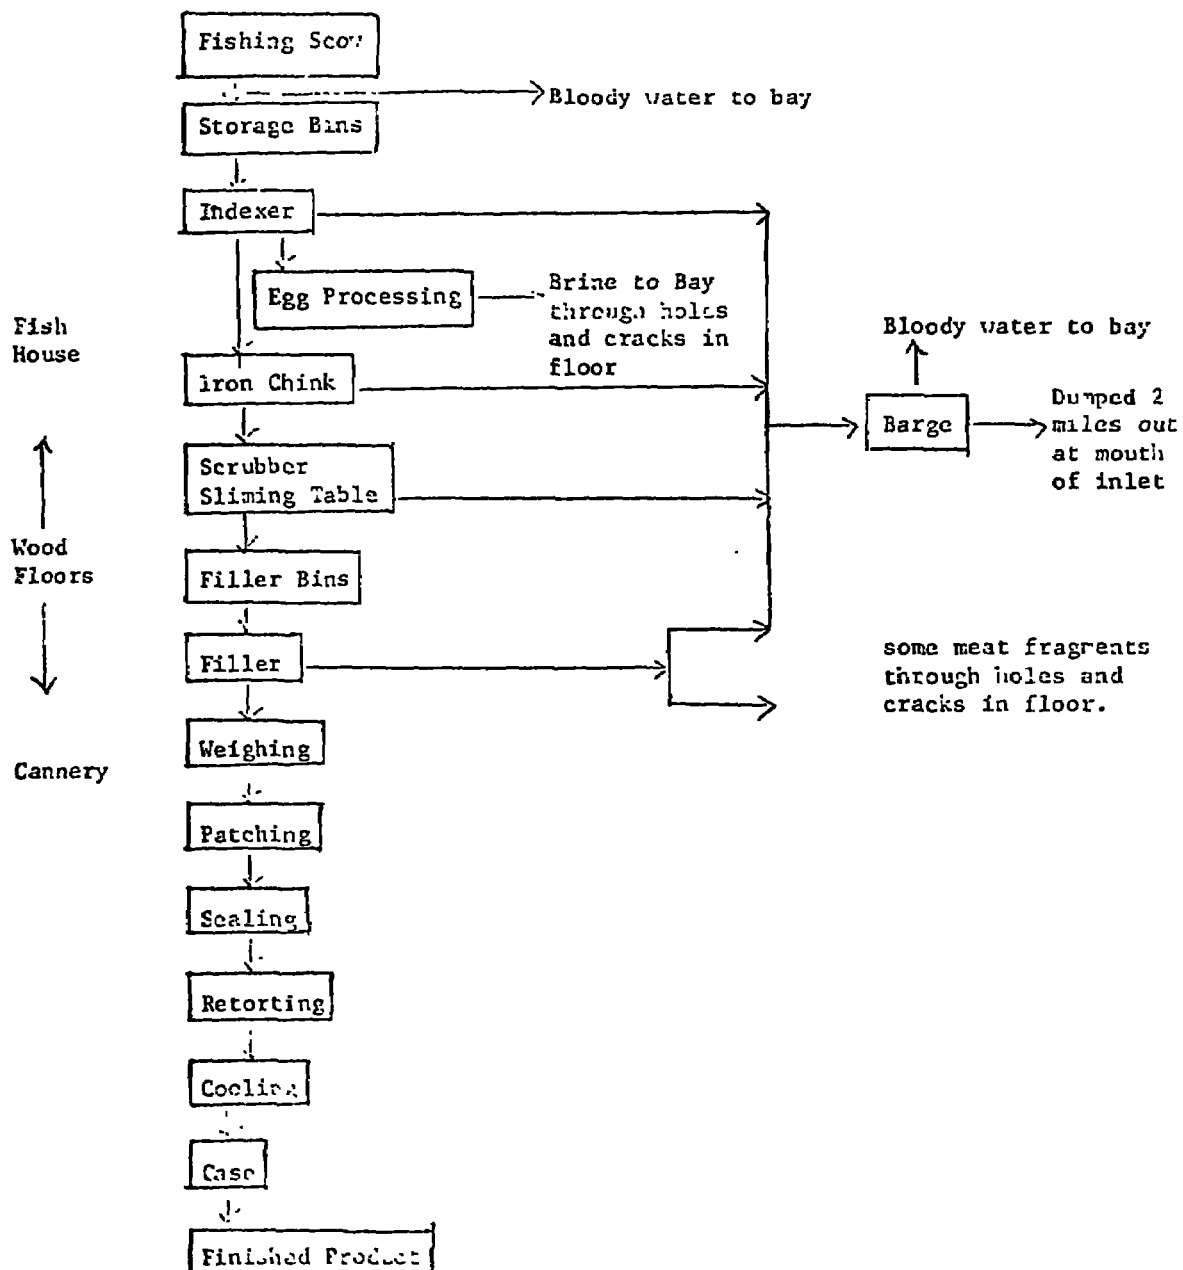 Fishing Scow
Bloody water to bay
Storage Bins
Indexer
Egg Processing
Brine to Bay
through holes
and cracks in
floor
Fish
House
Iron Chink
Bloody water to bay
Barge
Dumped 2
miles out
at mouth
of inlet
Scrubber
Sliming Table
Wood
Floors
Filler Bins
Filler
some meat fragments
through holes and
cracks in floor.
Weighing
Cannery
Patching
Sealing
Retorting
Cooling
Case
Finished Product